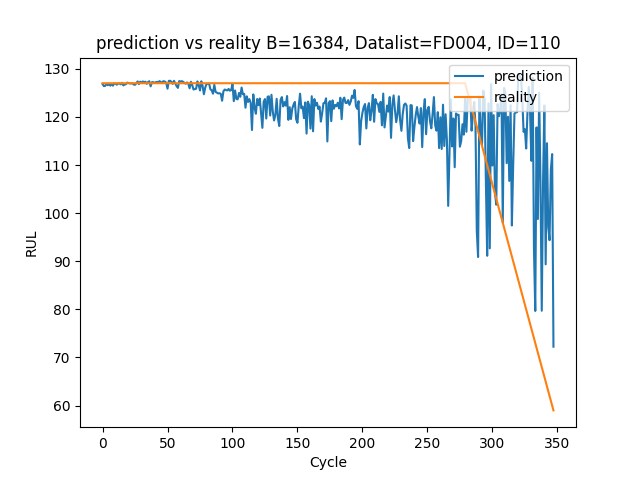 prediction vs reality B=16384, Datalist=FD004, ID=110
prediction
reality
RUL
130
120
110
100
90
80
70
60
0 50 100 150 200 250 300 350
Cycle